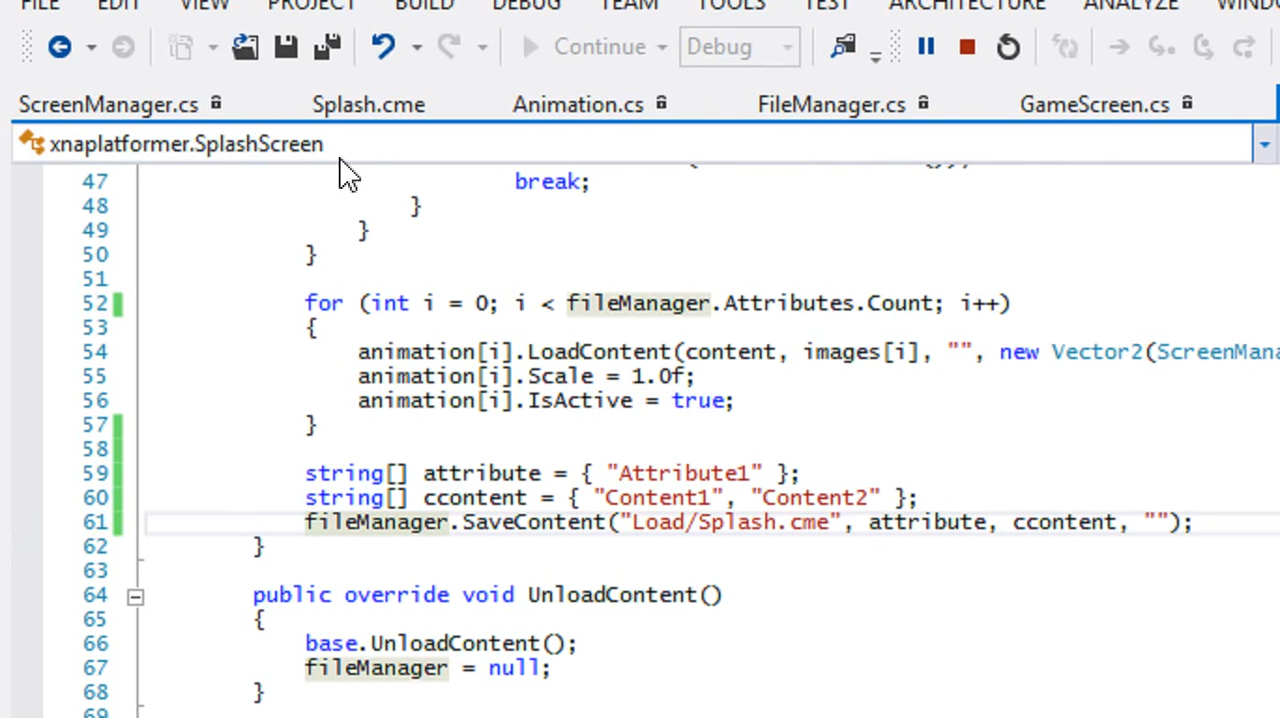 FILE EDIT VIEW PROJECT BUILD DEBUG TEAM TOOLS TEST ARCHITECTURE ANALYZE
Continue Debug
ScreenManager.cs Splash.cme Animation.cs FileManager.cs GameScreen.cs
xnaplatformer.SplashScreen
47 break;
48 }
49 }
50 }
51
52 for (int i = 0; i < fileManager.Attributes.Count; i++)
53 {
54 animation[i].LoadContent(content, images[i], "", new Vector2(ScreenMana
55 animation[i].Scale = 1.0f;
56 animation[i].IsActive = true;
57 }
58
59 string[] attribute = { "Attribute1" };
60 string[] ccontent = { "Content1", "Content2" };
61 fileManager.SaveContent("Load/Splash.cme", attribute, ccontent, "");
62 }
63
64 public override void UnloadContent()
65 {
66 base.UnloadContent();
67 fileManager = null;
68 }
69